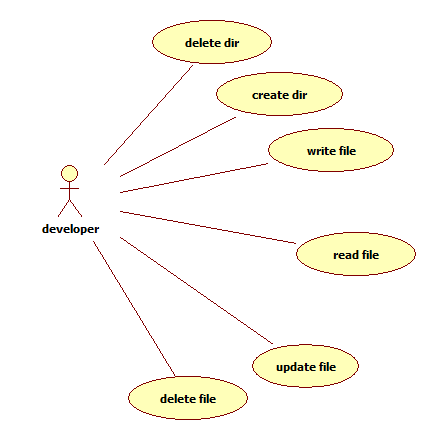 delete dir
create dir
write file
developer
read file
update file
delete file